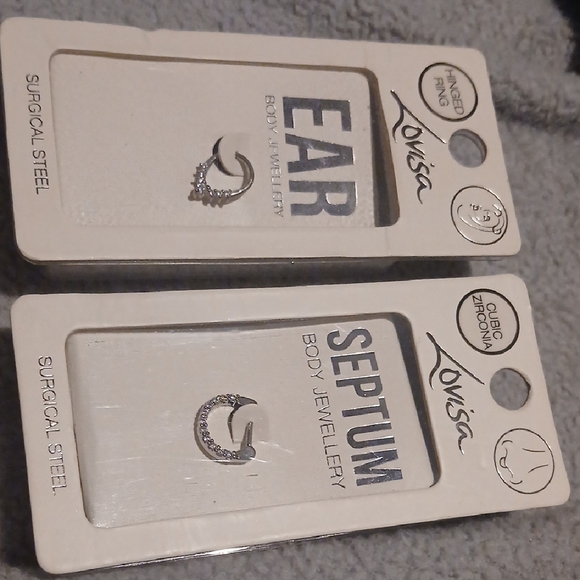 HINGED
RING
Lovisa
EAR
BODY JEWELLERY
SURGICAL STEEL
CUBIC
ZIRCONIA
Lovisa
SEPTUM
BODY JEWELLERY
SURGICAL STEEL